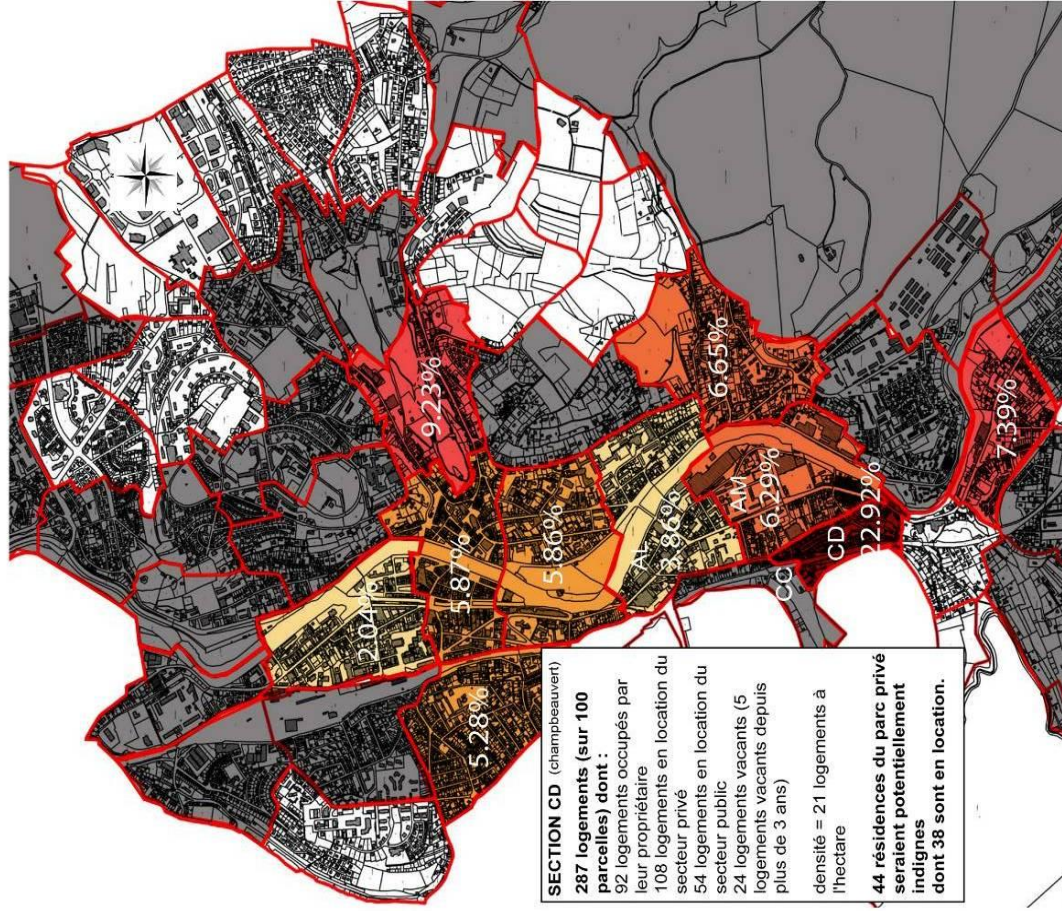 9.23%
6.65%
7.39%
2.04%
5.87%
5.86%
5.28%
AL
3.86%
AM
6.29%
CC
CD
22.92%
SECTION CD (champbeauvert)
287 logements (sur 100
parcelles) dont :
92 logements occupés par
leur propriétaire
108 logements en location du
secteur privé
54 logements en location du
secteur public
24 logements vacants (5
logements vacants depuis
plus de 3 ans)
densité = 21 logements à
l'hectare
44 résidences du parc privé
seraient potentiellement
indignes
dont 38 sont en location.